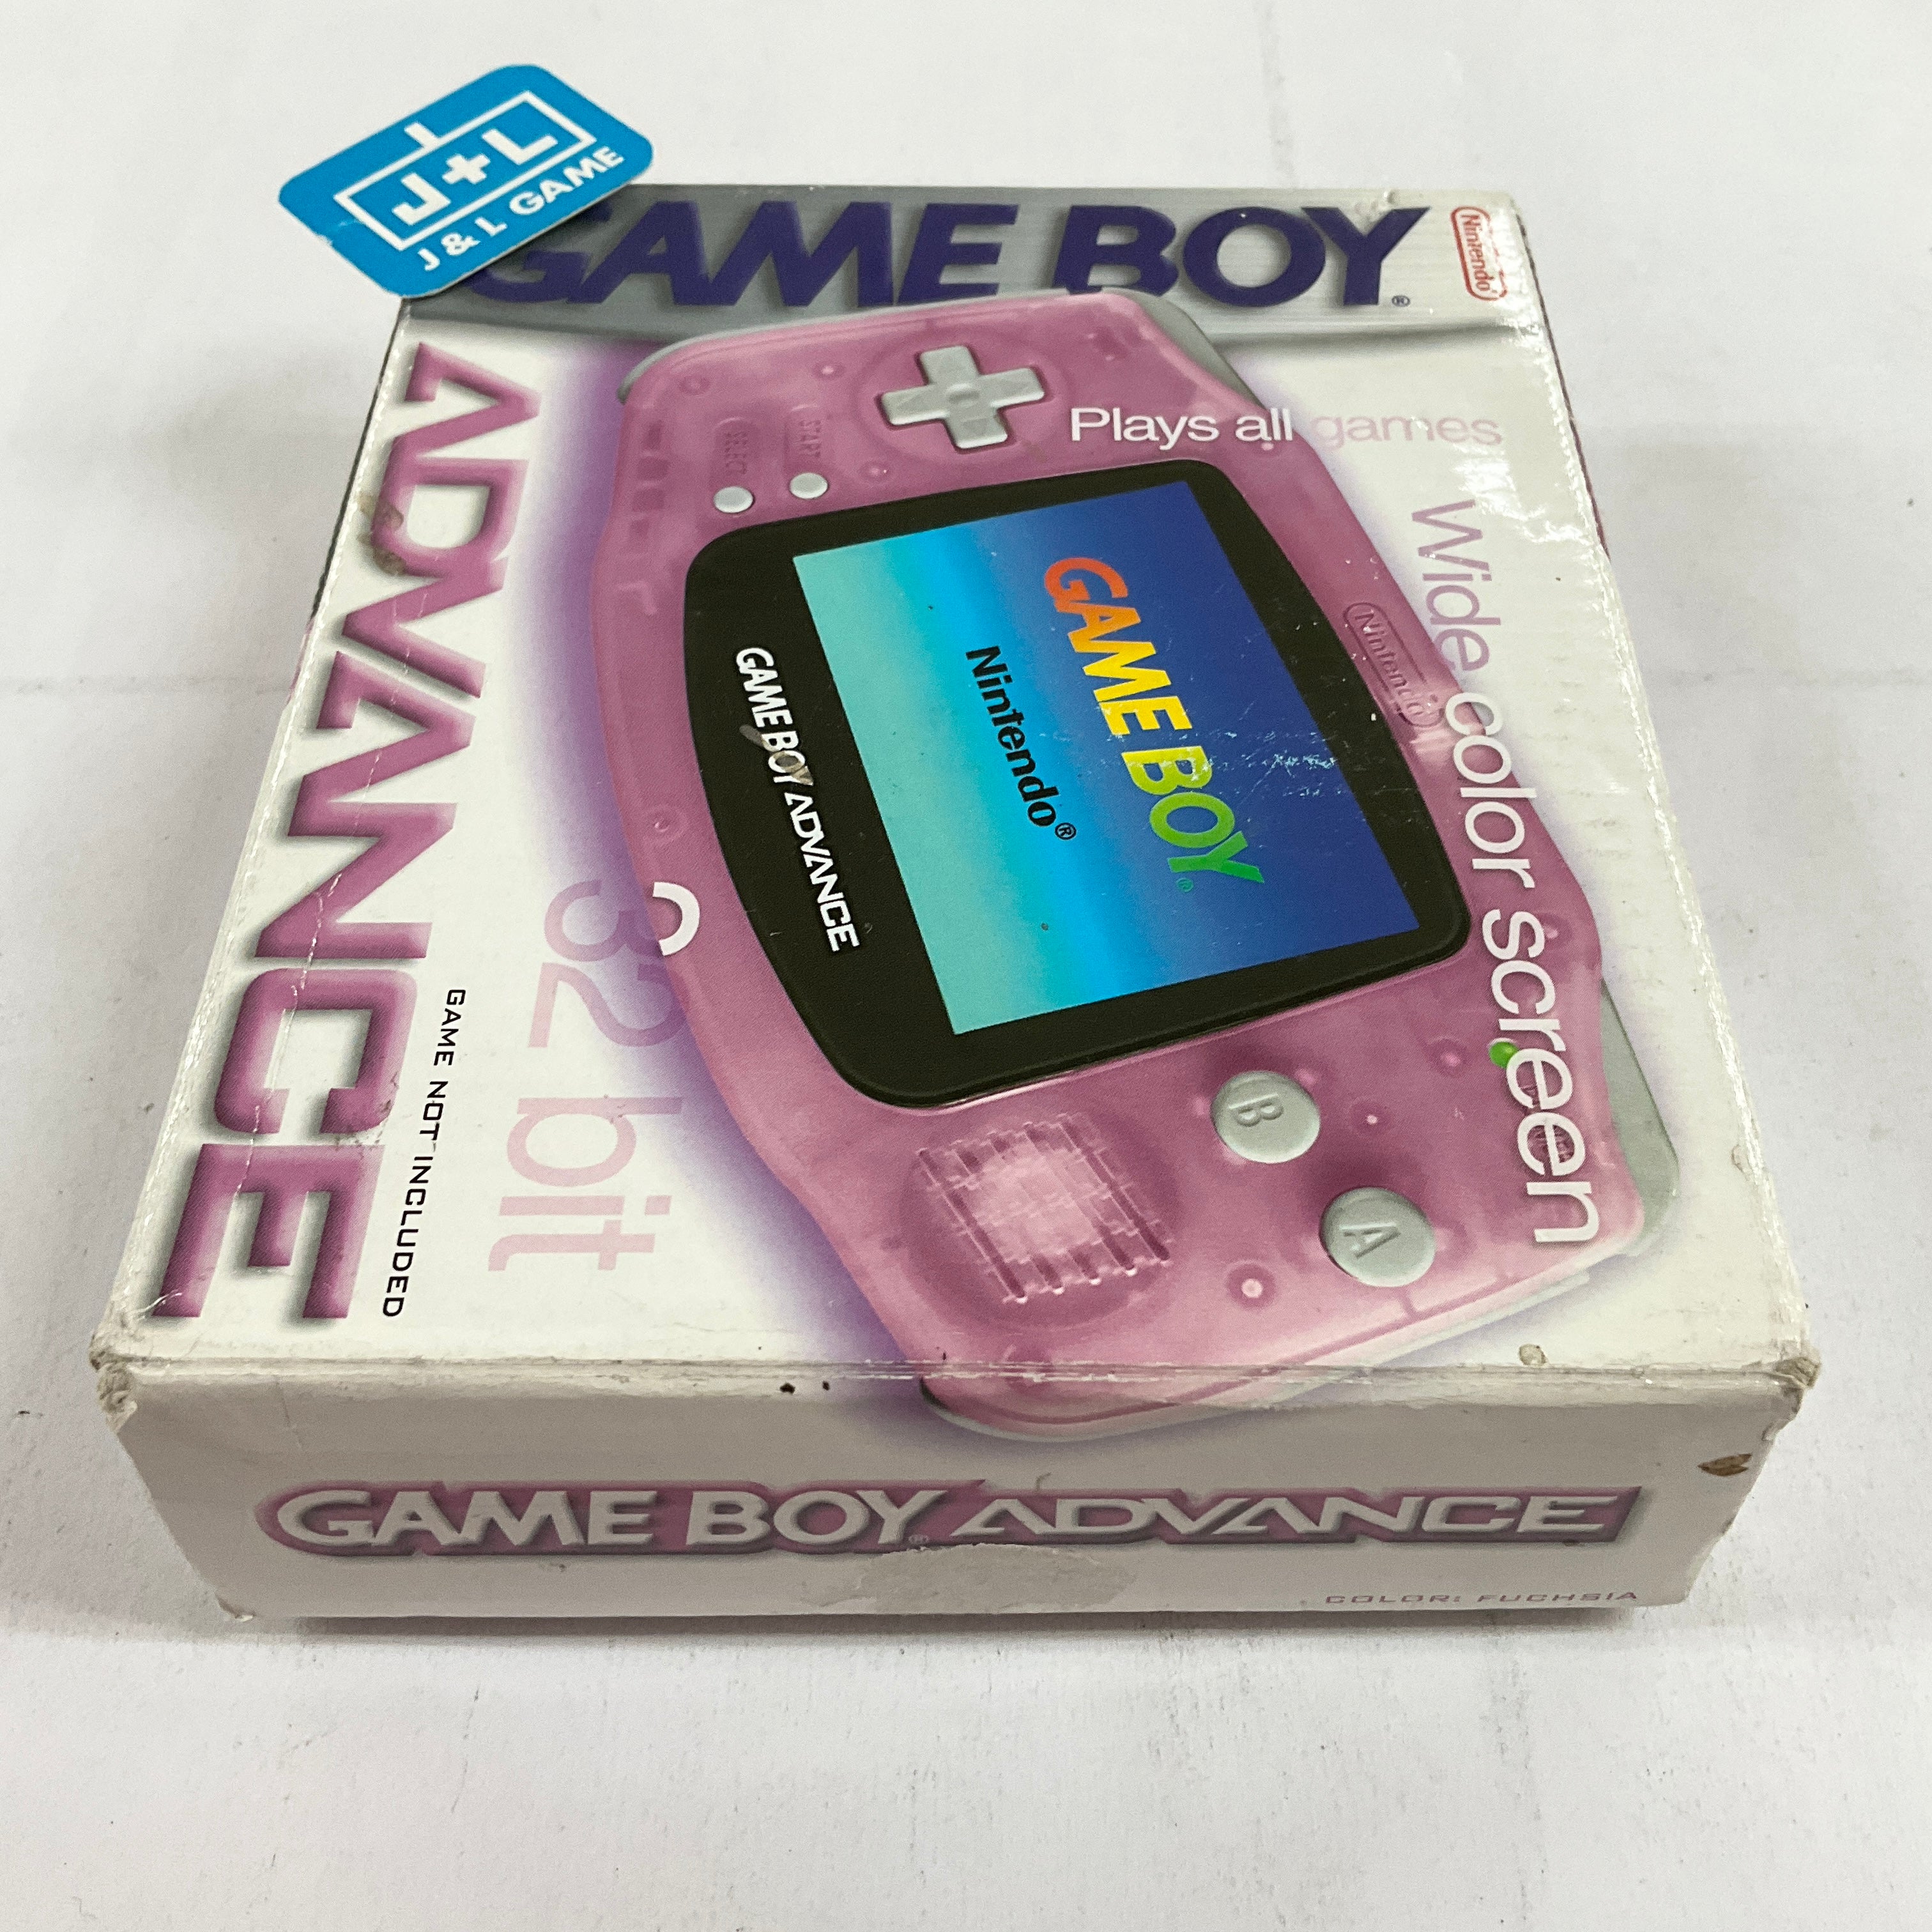 J+L
J & L GAME
GAME BOY®
Nintendo®
ADVANCE
Plays all games
Wide color screen
32 bit
GAME NOT INCLUDED
SELECT
START
Nintendo
GAME BOY®
Nintendo®
GAME BOY ADVANCE
B
A
GAME BOY® ADVANCE
COLOR: FUCHSIA